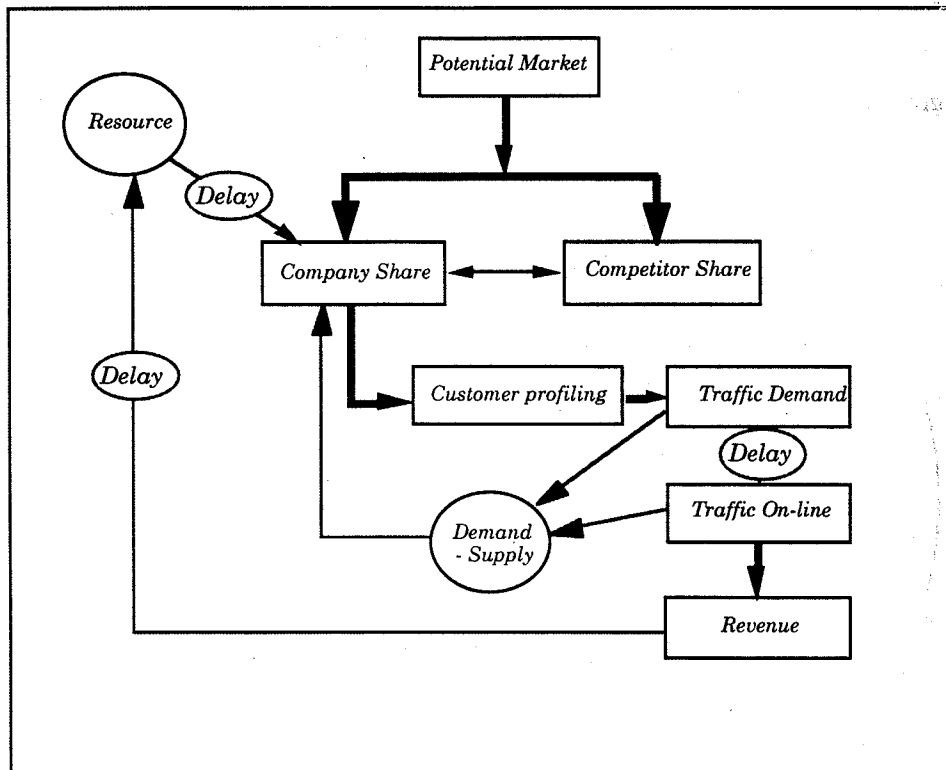 Potential Market
Resource
Delay
Company Share
Competitor Share
Delay
Customer profiling
Traffic Demand
Delay
Traffic On-line
Demand
- Supply
Revenue